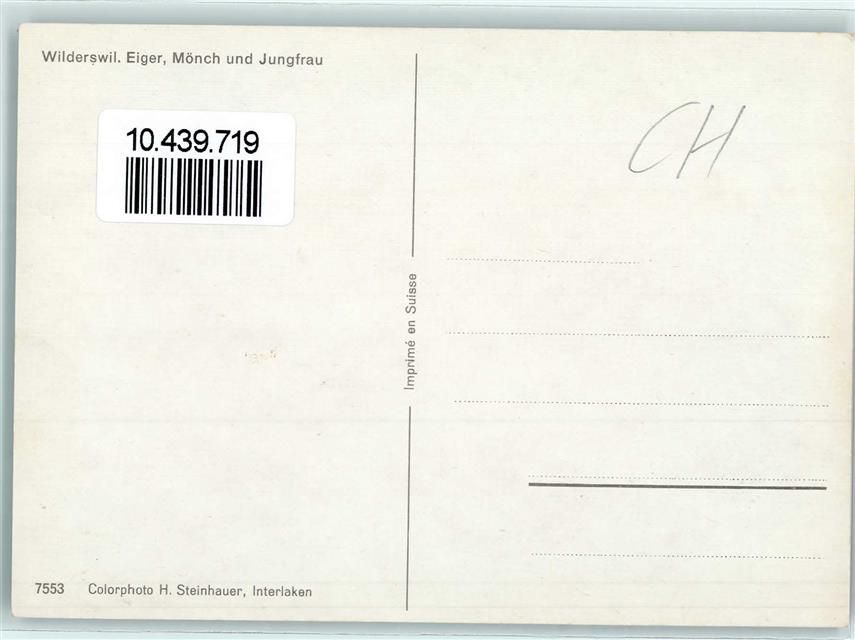 Wilderswil. Eiger, Mönch und Jungfrau
10.439.719
CH
Imprimé en Suisse
7553 Colorphoto H. Steinhauer, Interlaken